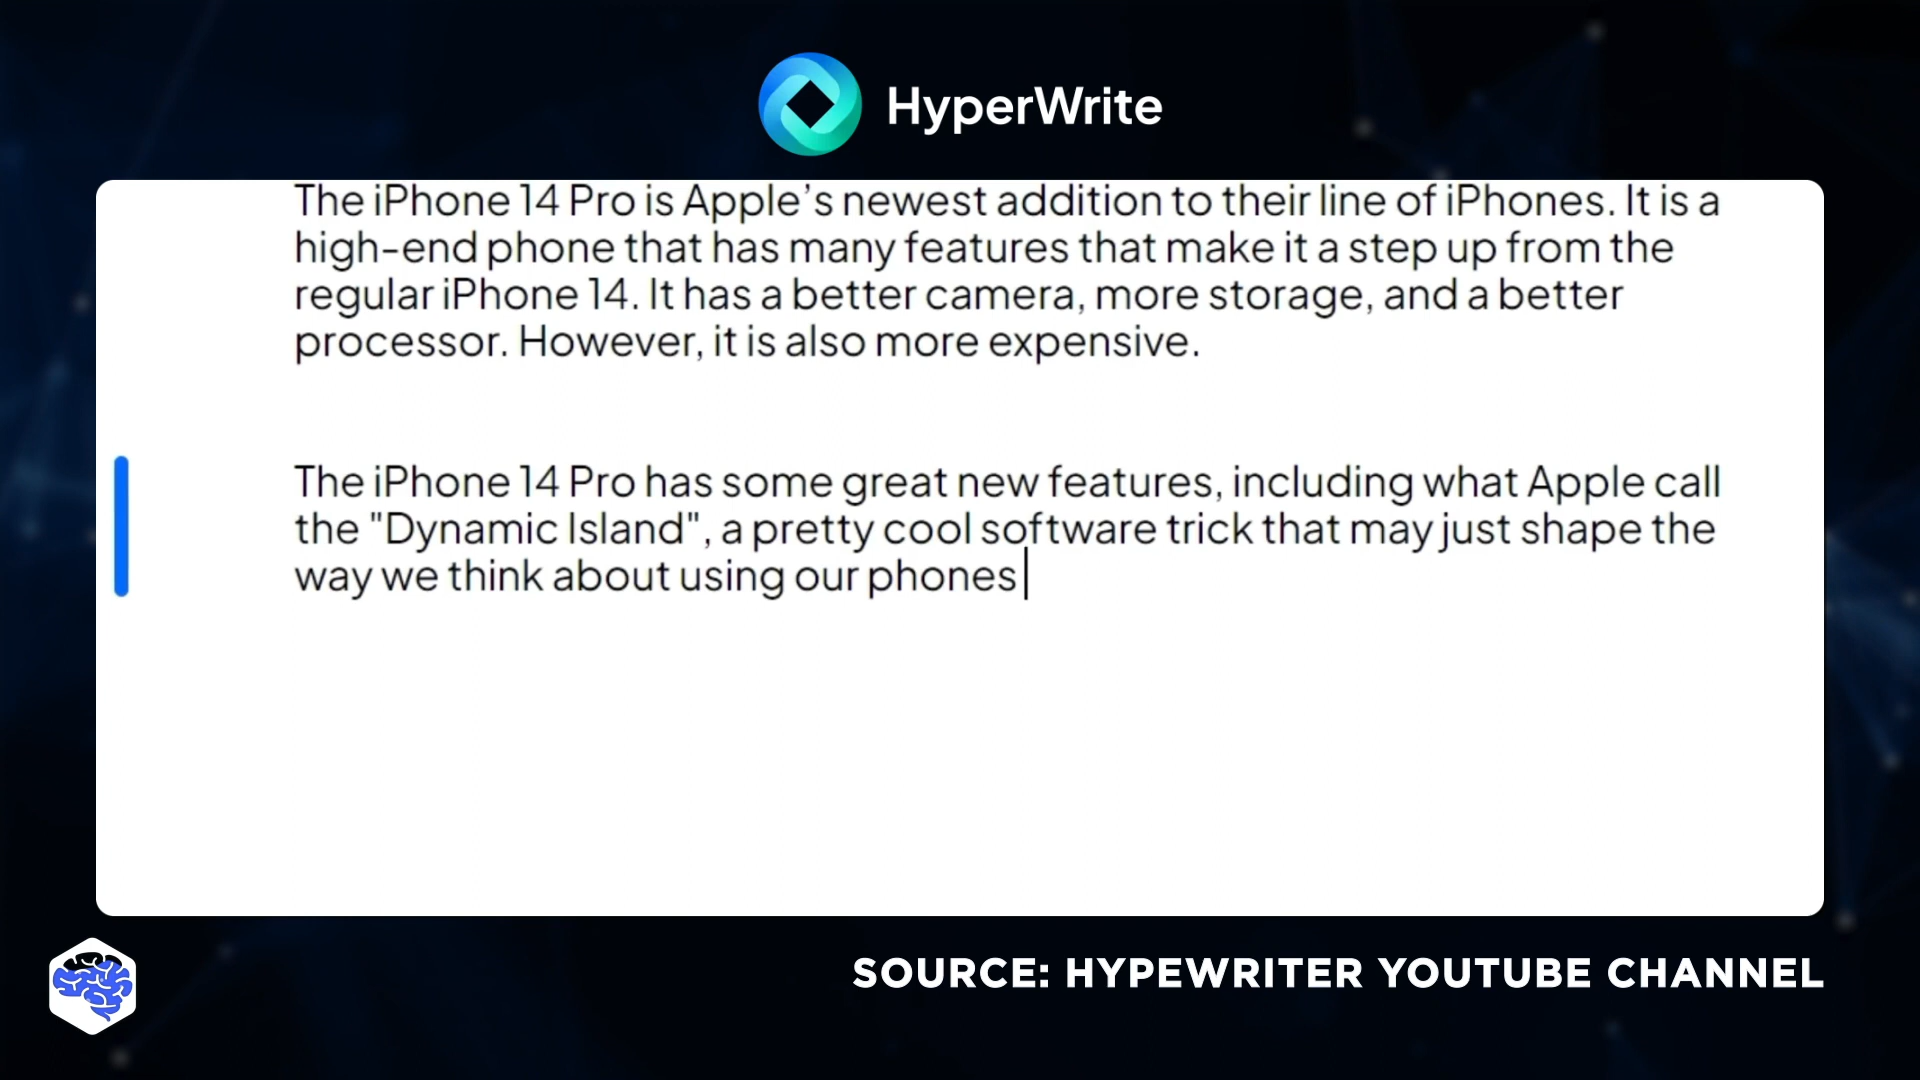 HyperWrite
The iPhone 14 Pro is Apple’s newest addition to their line of iPhones. It is a
high-end phone that has many features that make it a step up from the
regular iPhone 14. It has a better camera, more storage, and a better
processor. However, it is also more expensive.
The iPhone 14 Pro has some great new features, including what Apple call
the "Dynamic Island", a pretty cool software trick that may just shape the
way we think about using our phones
SOURCE: HYPEWRITER YOUTUBE CHANNEL